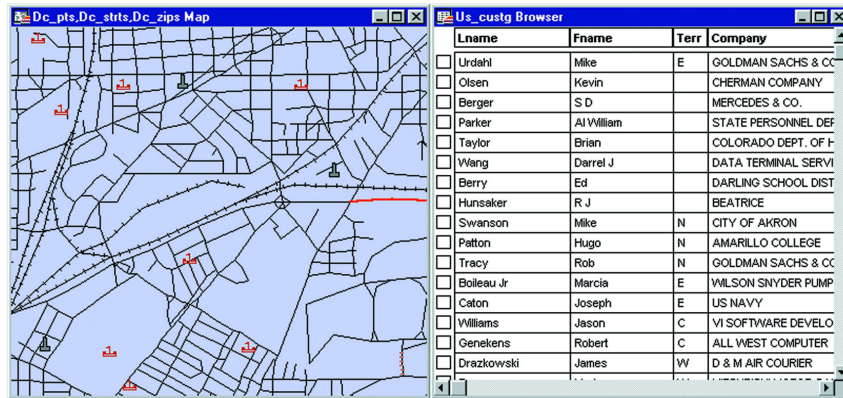 Dc_pts,Dc_strts,Dc_zips Map
Us_custg Browser
Lname Fname Terr Company
Urdahl Mike E GOLDMAN SACHS & CO
Olsen Kevin CHERMAN COMPANY
Berger S D MERCEDES & CO.
Parker Al William STATE PERSONNEL DEP
Taylor Brian COLORADO DEPT. OF H
Wang Darrel J DATA TERMINAL SERVI
Berry Ed DARLING SCHOOL DIST
Hunsaker R J BEATRICE
Swanson Mike N CITY OF AKRON
Patton Hugo N AMARILLO COLLEGE
Tracy Rob N GOLDMAN SACHS & CO
Boileau Jr Marcia E WILSON SNYDER PUMP
Caton Joseph E US NAVY
Williams Jason C VI SOFTWARE DEVELO
Genekens Robert C ALL WEST COMPUTER
Drazkowski James W D & M AIR COURIER